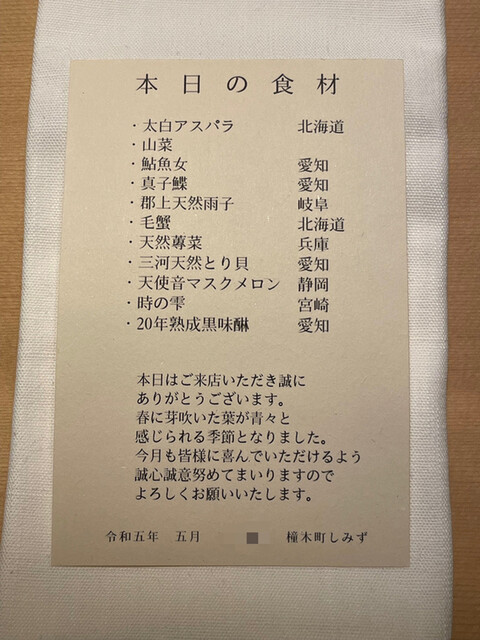 本日の食材
・太白アスパラ 北海道
・山菜
・鮎魚女 愛知
・真子鰈 愛知
・郡上天然雨子 岐阜
・毛蟹 北海道
・天然蓴菜 兵庫
・三河天然とり貝 愛知
・天使音マスクメロン 静岡
・時の雫 宮崎
・20年熟成黒味醂 愛知
本日はご来店いただき誠に
ありがとうございます。
春に芽吹いた葉が青々と
感じられる季節となりました。
今月も皆様に喜んでいただけるよう
誠心誠意努めてまいりますので
よろしくお願いいたします。
令和五年 五月 橦木町しみず